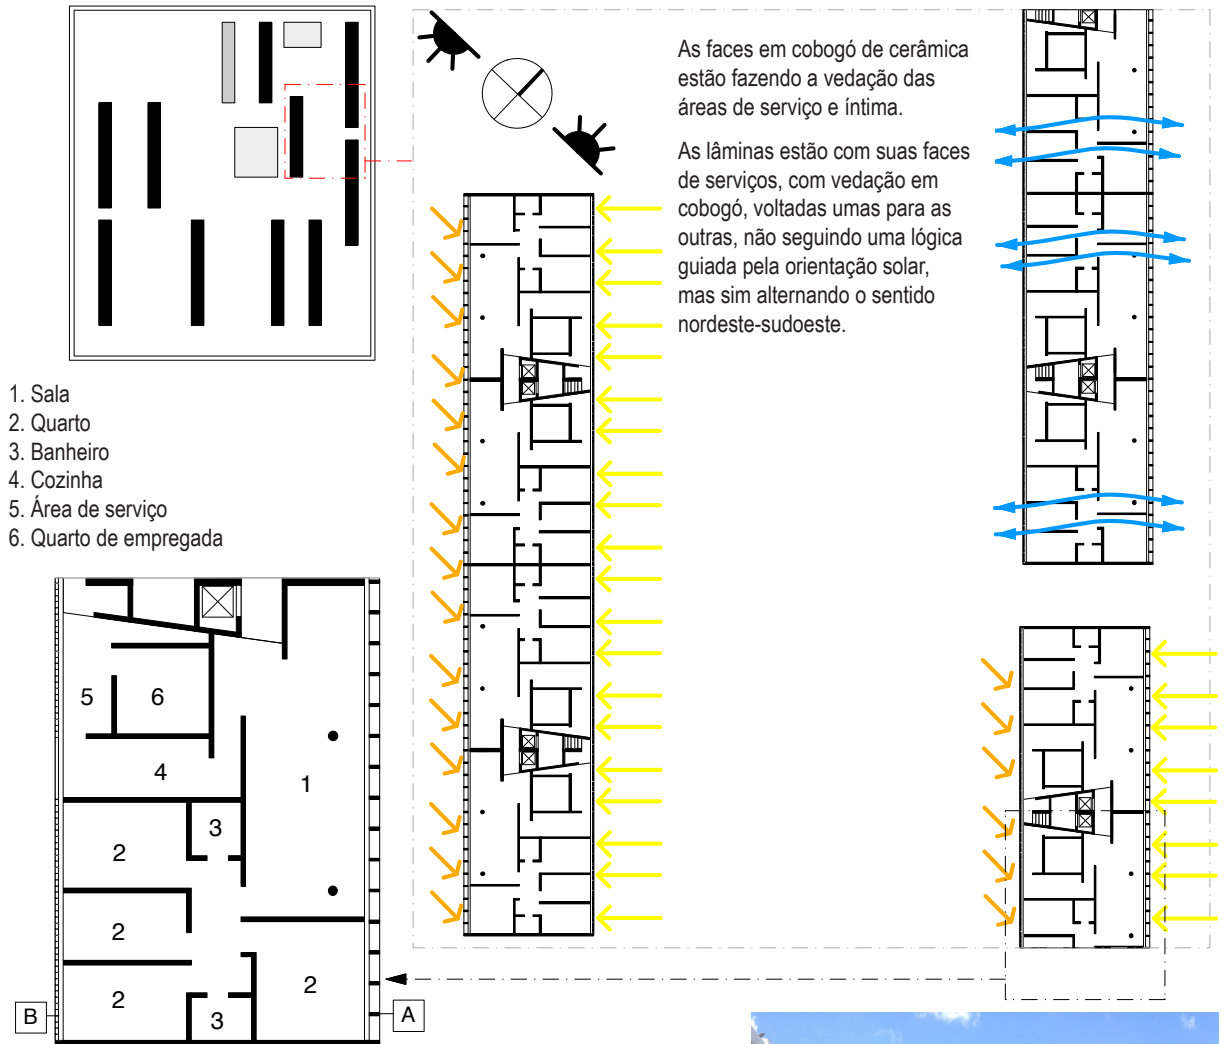 As faces em cobogó de cerâmica
estão fazendo a vedação das
áreas de serviço e íntima.
As lâminas estão com suas faces
de serviços, com vedação em
cobogó, voltadas umas para as
outras, não seguindo uma lógica
guiada pela orientação solar,
mas sim alternando o sentido
nordeste-sudoeste.
1. Sala
2. Quarto
3. Banheiro
4. Cozinha
5. Área de serviço
6. Quarto de empregada
5 6
4 1
3
2
2
2 2
3
B A